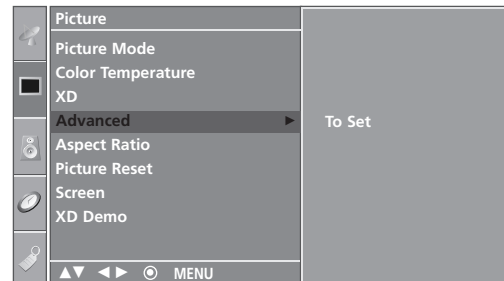 Picture
Picture Mode
Color Temperature
XD
Advanced ► To Set
Aspect Ratio
Picture Reset
Screen
XD Demo
▲▼ ◄► ⦿ MENU